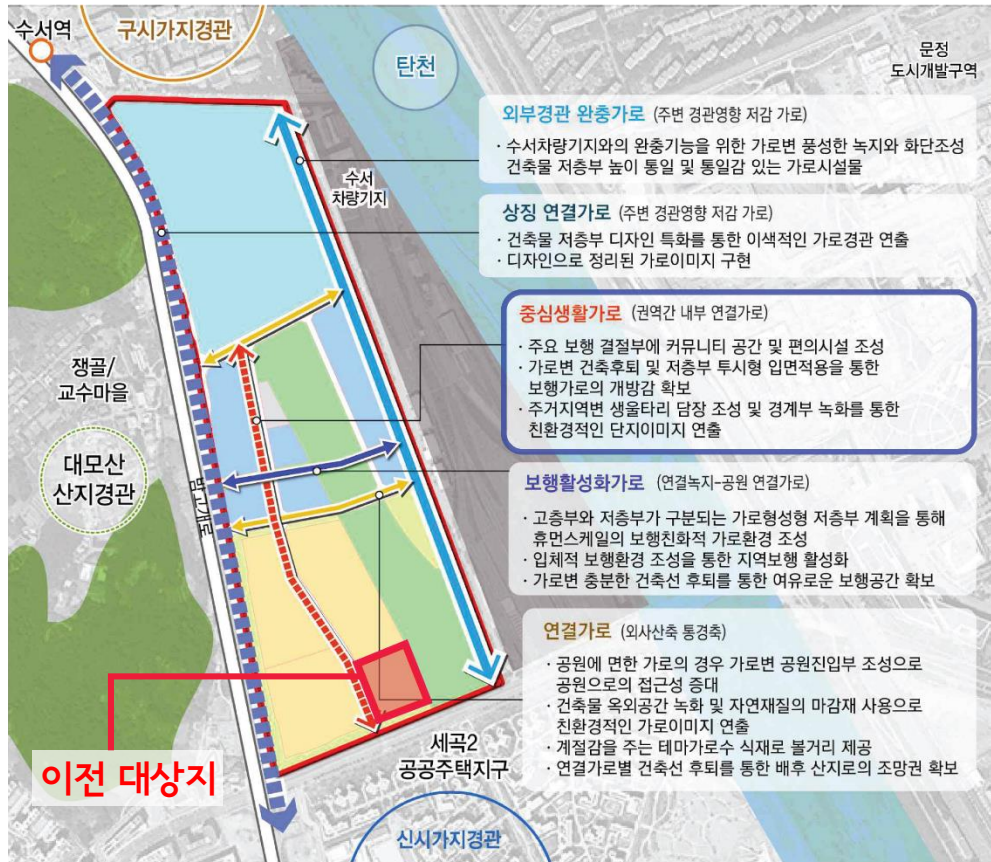 수서역
구시가지경관
탄천
문정
도시개발구역
외부경관 완충가로 (주변 경관영향 저감 가로)
· 수서차량기지와의 완충기능을 위한 가로변 풍성한 녹지와 화단조성
건축물 저층부 높이 통일 및 통일감 있는 가로시설물
수서
차량기지
상징 연결가로 (주변 경관영향 저감 가로)
· 건축물 저층부 디자인 특화를 통한 이색적인 가로경관 연출
· 디자인으로 정리된 가로이미지 구현
중심생활가로 (권역간 내부 연결가로)
· 주요 보행 결절부에 커뮤니티 공간 및 편의시설 조성
· 가로변 건축후퇴 및 저층부 투시형 입면적용을 통한
보행가로의 개방감 확보
· 주거지역변 생울타리 담장 조성 및 경계부 녹화를 통한
친환경적인 단지이미지 연출
쟁골/
교수마을
대모산
산지경관
밤고개로
보행활성화가로 (연결녹지-공원 연결가로)
· 고층부와 저층부가 구분되는 가로형성형 저층부 계획을 통해
휴먼스케일의 보행친화적 가로환경 조성
· 입체적 보행환경 조성을 통한 지역보행 활성화
· 가로변 충분한 건축선 후퇴를 통한 여유로운 보행공간 확보
연결가로 (외사산축 통경축)
· 공원에 면한 가로의 경우 가로변 공원진입부 조성으로
공원으로의 접근성 증대
· 건축물 옥외공간 녹화 및 자연재질의 마감재 사용으로
친환경적인 가로이미지 연출
· 계절감을 주는 테마가로수 식재로 볼거리 제공
· 연결가로별 건축선 후퇴를 통한 배후 산지로의 조망권 확보
이전 대상지
세곡2
공공주택지구
신시가지경관